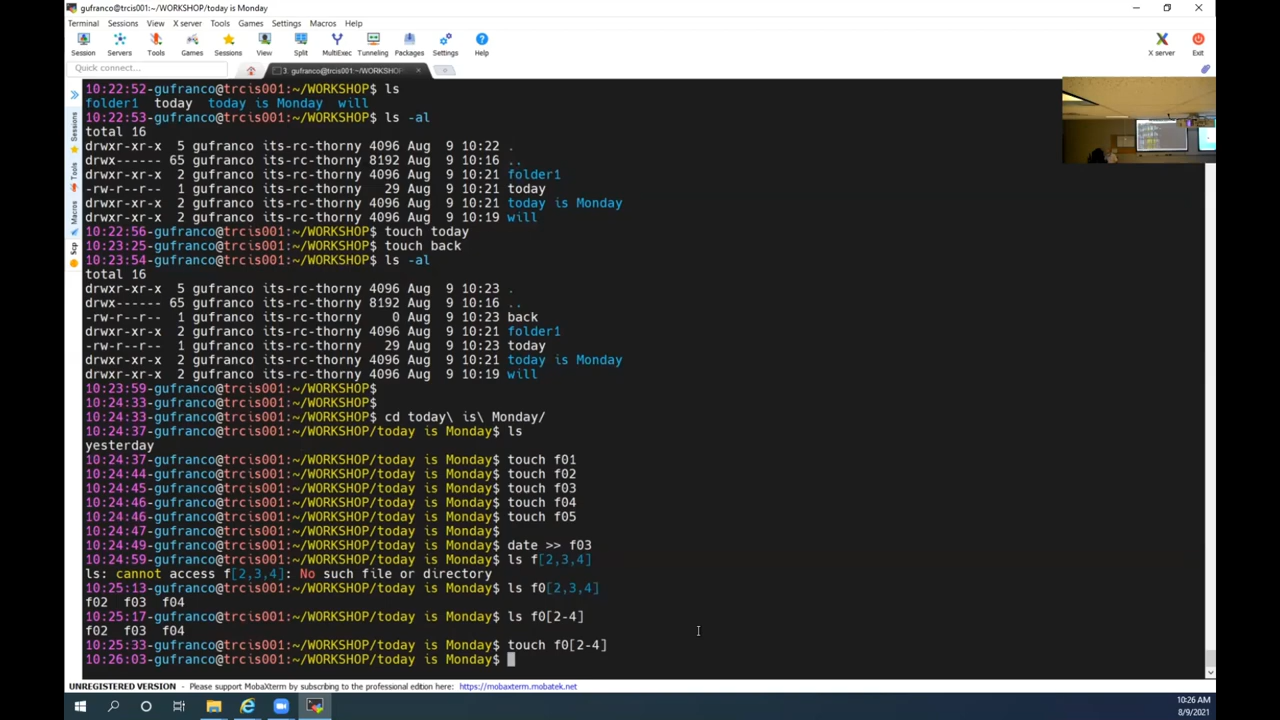 gufranco@trcis001:~/WORKSHOP/today is Monday
Terminal Sessions View X server Tools Games Settings Macros Help
Session Servers Tools Games Sessions View Split MultiExec Tunneling Packages Settings Help X server Exit
Quick connect...
3. gufranco@trcis001:~/WORKSHOP
Sessions
Tools
Macros
Scp
10:22:52-gufranco@trcis001:~/WORKSHOP$ ls
folder1  today  today is Monday  will
10:22:53-gufranco@trcis001:~/WORKSHOP$ ls -al
total 16
drwxr-xr-x  5 gufranco its-rc-thorny 4096 Aug  9 10:22 .
drwx------ 65 gufranco its-rc-thorny 8192 Aug  9 10:16 ..
drwxr-xr-x  2 gufranco its-rc-thorny 4096 Aug  9 10:21 folder1
-rw-r--r--  1 gufranco its-rc-thorny   29 Aug  9 10:21 today
drwxr-xr-x  2 gufranco its-rc-thorny 4096 Aug  9 10:21 today is Monday
drwxr-xr-x  2 gufranco its-rc-thorny 4096 Aug  9 10:19 will
10:22:56-gufranco@trcis001:~/WORKSHOP$ touch today
10:23:25-gufranco@trcis001:~/WORKSHOP$ touch back
10:23:54-gufranco@trcis001:~/WORKSHOP$ ls -al
total 16
drwxr-xr-x  5 gufranco its-rc-thorny 4096 Aug  9 10:23 .
drwx------ 65 gufranco its-rc-thorny 8192 Aug  9 10:16 ..
-rw-r--r--  1 gufranco its-rc-thorny    0 Aug  9 10:23 back
drwxr-xr-x  2 gufranco its-rc-thorny 4096 Aug  9 10:21 folder1
-rw-r--r--  1 gufranco its-rc-thorny   29 Aug  9 10:23 today
drwxr-xr-x  2 gufranco its-rc-thorny 4096 Aug  9 10:21 today is Monday
drwxr-xr-x  2 gufranco its-rc-thorny 4096 Aug  9 10:19 will
10:23:59-gufranco@trcis001:~/WORKSHOP$
10:24:33-gufranco@trcis001:~/WORKSHOP$
10:24:33-gufranco@trcis001:~/WORKSHOP$ cd today\ is\ Monday/
10:24:37-gufranco@trcis001:~/WORKSHOP/today is Monday$ ls
yesterday
10:24:37-gufranco@trcis001:~/WORKSHOP/today is Monday$ touch f01
10:24:44-gufranco@trcis001:~/WORKSHOP/today is Monday$ touch f02
10:24:45-gufranco@trcis001:~/WORKSHOP/today is Monday$ touch f03
10:24:46-gufranco@trcis001:~/WORKSHOP/today is Monday$ touch f04
10:24:46-gufranco@trcis001:~/WORKSHOP/today is Monday$ touch f05
10:24:47-gufranco@trcis001:~/WORKSHOP/today is Monday$
10:24:49-gufranco@trcis001:~/WORKSHOP/today is Monday$ date >> f03
10:24:59-gufranco@trcis001:~/WORKSHOP/today is Monday$ ls f[2,3,4]
ls: cannot access f[2,3,4]: No such file or directory
10:25:13-gufranco@trcis001:~/WORKSHOP/today is Monday$ ls f0[2,3,4]
f02  f03  f04
10:25:17-gufranco@trcis001:~/WORKSHOP/today is Monday$ ls f0[2-4]
f02  f03  f04
10:25:33-gufranco@trcis001:~/WORKSHOP/today is Monday$ touch f0[2-4]
10:26:03-gufranco@trcis001:~/WORKSHOP/today is Monday$
UNREGISTERED VERSION - Please support MobaXterm by subscribing to the professional edition here: https://mobaxterm.mobatek.net
10:26 AM
8/9/2021